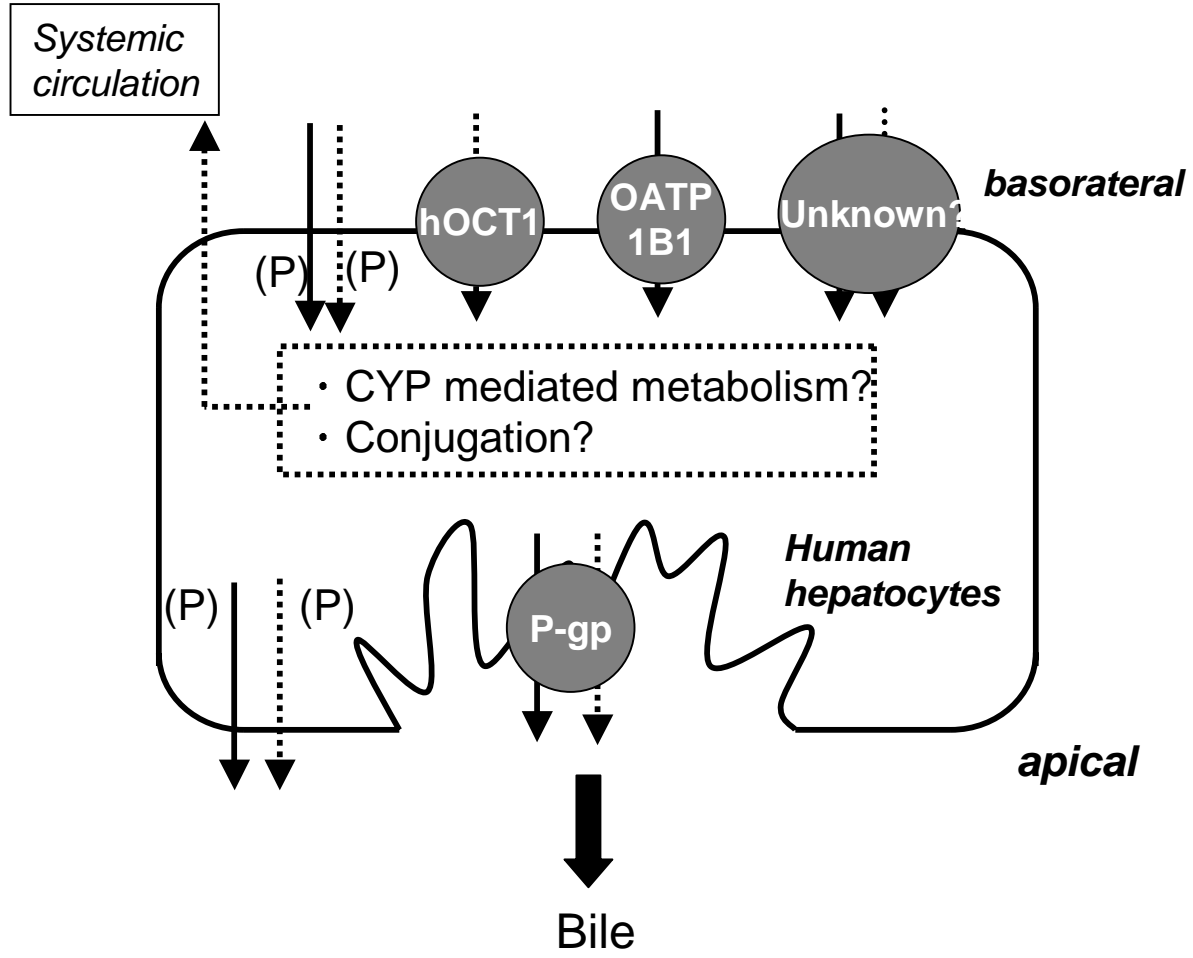 Systemic
circulation
hOCT1
OATP
1B1
Unknown?
basorateral
(P)
(P)
・CYP mediated metabolism?
・Conjugation?
Human
hepatocytes
(P)
(P)
P-gp
apical
Bile